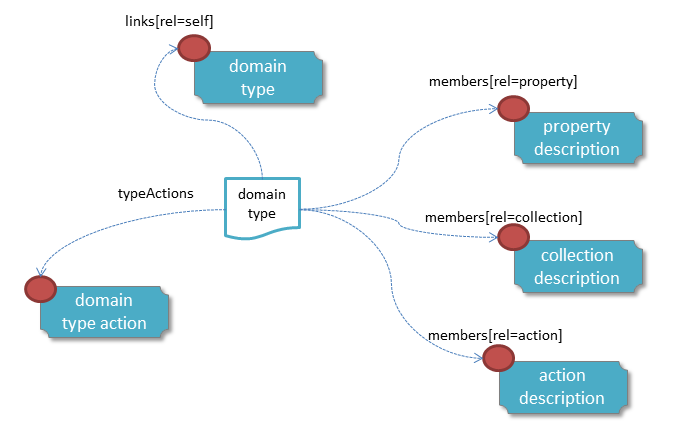 links[rel=self]
domain
type
members[rel=property]
property
description
typeActions
domain
type
members[rel=collection]
collection
description
domain
type action
members[rel=action]
action
description